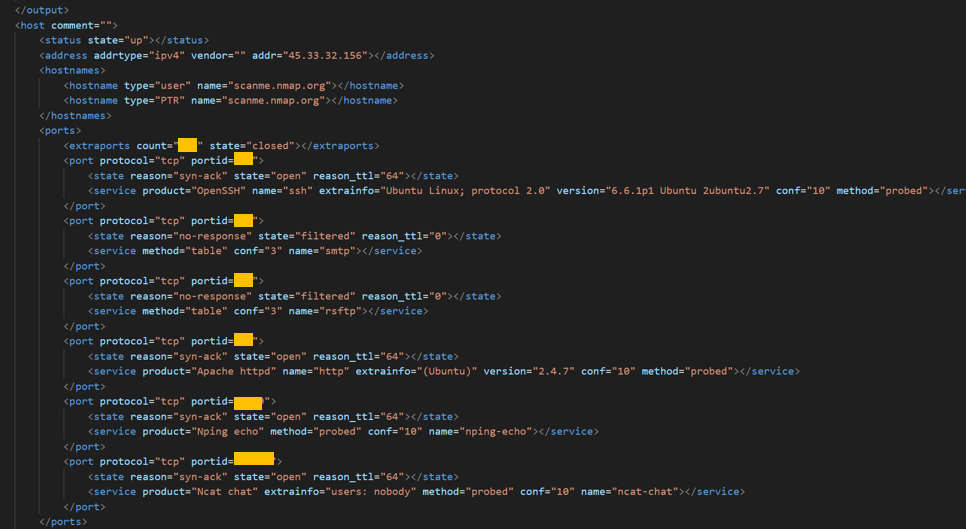 </output>
<host comment="">
<status state="up"></status>
<address addrtype="ipv4" vendor="" addr="45.33.32.156"></address>
<hostnames>
<hostname type="user" name="scanme.nmap.org"></hostname>
<hostname type="PTR" name="scanme.nmap.org"></hostname>
</hostnames>
<ports>
<extraports count=" " state="closed"></extraports>
<port protocol="tcp" portid= ">
<state reason="syn-ack" state="open" reason_ttl="64"></state>
<service product="OpenSSH" name="ssh" extrainfo="Ubuntu Linux; protocol 2.0" version="6.6.1p1 Ubuntu 2ubuntu2.7" conf="10" method="probed"></ser
</port>
<port protocol="tcp" portid= ">
<state reason="no-response" state="filtered" reason_ttl="0"></state>
<service method="table" conf="3" name="smtp"></service>
</port>
<port protocol="tcp" portid= ">
<state reason="no-response" state="filtered" reason_ttl="0"></state>
<service method="table" conf="3" name="rsftp"></service>
</port>
<port protocol="tcp" portid= ">
<state reason="syn-ack" state="open" reason_ttl="64"></state>
<service product="Apache httpd" name="http" extrainfo="(Ubuntu)" version="2.4.7" conf="10" method="probed"></service>
</port>
<port protocol="tcp" portid= ">
<state reason="syn-ack" state="open" reason_ttl="64"></state>
<service product="Nping echo" method="probed" conf="10" name="nping-echo"></service>
</port>
<port protocol="tcp" portid= ">
<state reason="syn-ack" state="open" reason_ttl="64"></state>
<service product="Ncat chat" extrainfo="users: nobody" method="probed" conf="10" name="ncat-chat"></service>
</port>
</ports>